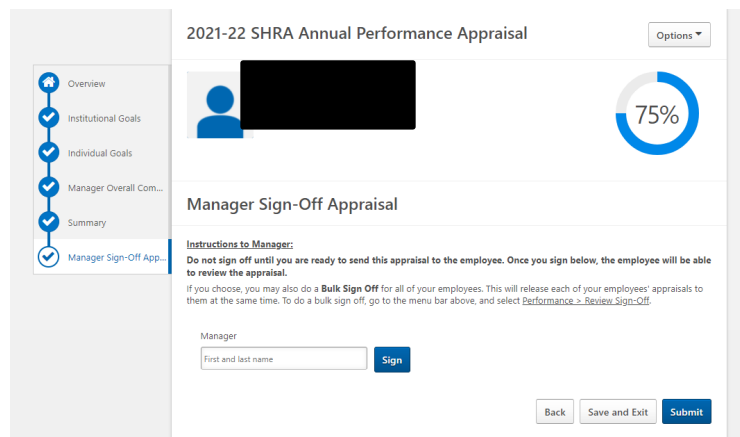 2021-22 SHRA Annual Performance Appraisal
Options
Overview
Institutional Goals
Individual Goals
Manager Overall Com...
Summary
Manager Sign-Off App...
75%
Manager Sign-Off Appraisal
Instructions to Manager:
Do not sign off until you are ready to send this appraisal to the employee. Once you sign below, the employee will be able
to review the appraisal.
If you choose, you may also do a Bulk Sign Off for all of your employees. This will release each of your employees' appraisals to
them at the same time. To do a bulk sign off, go to the menu bar above, and select Performance > Review Sign-Off.
Manager
First and last name
Sign
Back
Save and Exit
Submit